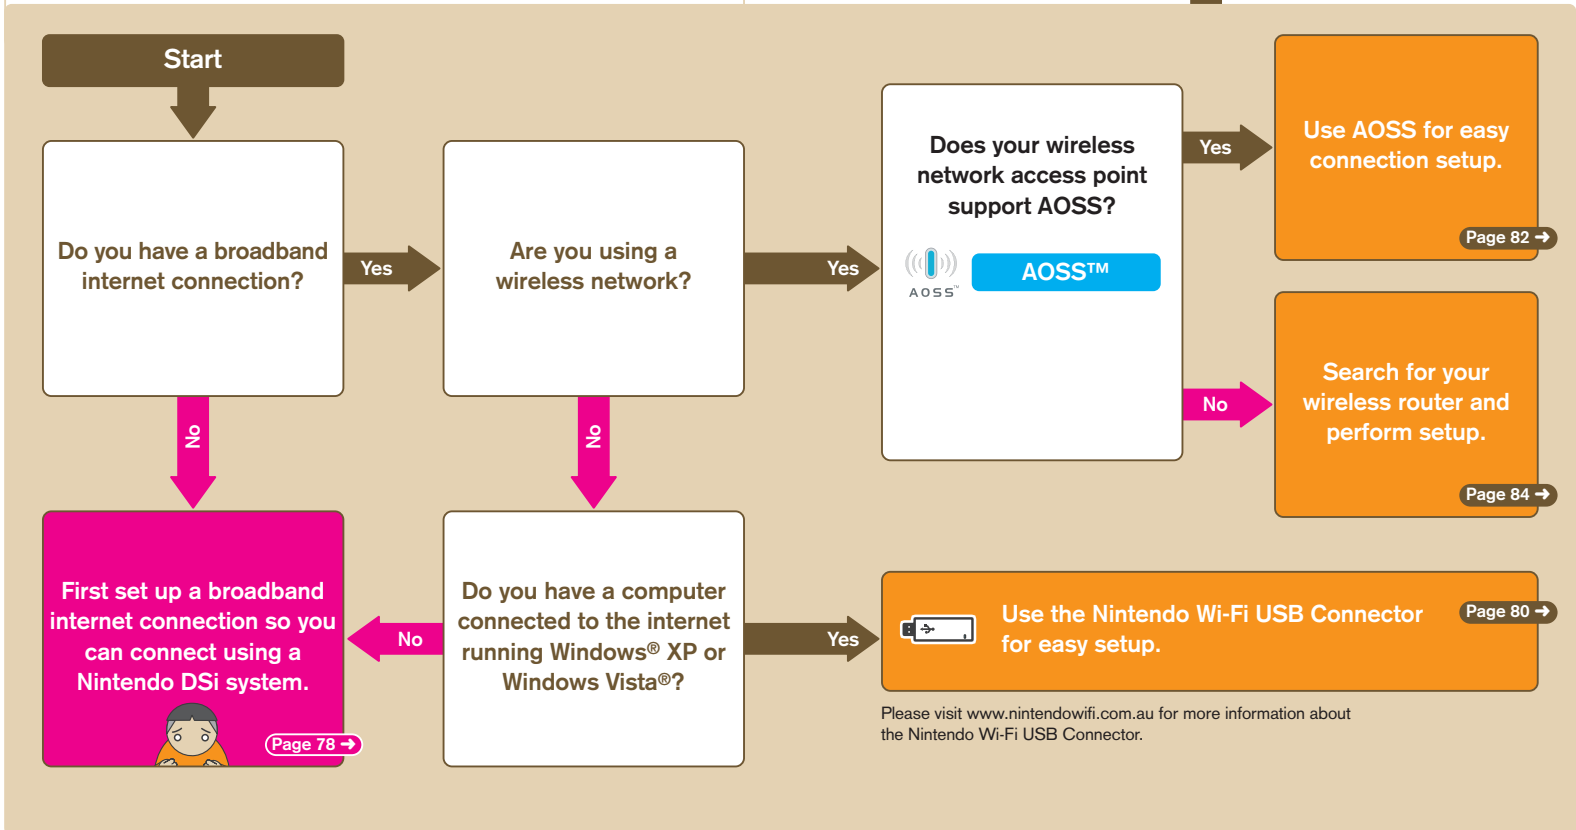 Start
Do you have a broadband
internet connection?
Yes
No
Are you using a
wireless network?
Yes
No
Does your wireless
network access point
support AOSS?
AOSS™
AOSS™
Yes
No
Use AOSS for easy
connection setup.
Page 82 ➜
Search for your
wireless router and
perform setup.
Page 84 ➜
First set up a broadband
internet connection so you
can connect using a
Nintendo DSi system.
Page 78 ➜
No
Do you have a computer
connected to the internet
running Windows® XP or
Windows Vista®?
Yes
Use the Nintendo Wi-Fi USB Connector
for easy setup.
Page 80 ➜
Please visit www.nintendowifi.com.au for more information about
the Nintendo Wi-Fi USB Connector.